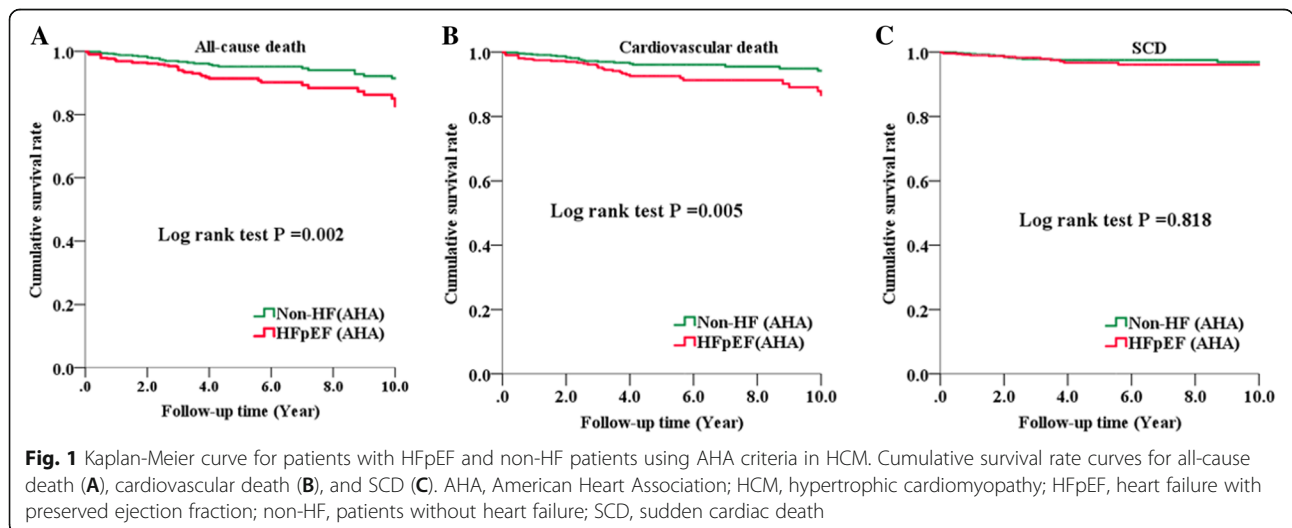 A
All-cause death
Cumulative survival rate
1.0
0.8
0.6
0.4
0.2
0.0
Log rank test P =0.002
Non-HF(AHA)
HFpEF (AHA)
.0 2.0 4.0 6.0 8.0 10.0
Follow-up time (Year)
B
Cardiovascular death
Cumulative survival rate
1.0
0.8
0.6
0.4
0.2
0.0
Log rank test P =0.005
Non-HF (AHA)
HFpEF(AHA)
.0 2.0 4.0 6.0 8.0 10.0
Follow-up time (Year)
C
SCD
Cumulative survival rate
1.0
0.8
0.6
0.4
0.2
0.0
Log rank test P =0.818
Non-HF (AHA)
HFpEF (AHA)
.0 2.0 4.0 6.0 8.0 10.0
Follow-up time (Year)
Fig. 1 Kaplan-Meier curve for patients with HFpEF and non-HF patients using AHA criteria in HCM. Cumulative survival rate curves for all-cause
death (A), cardiovascular death (B), and SCD (C). AHA, American Heart Association; HCM, hypertrophic cardiomyopathy; HFpEF, heart failure with
preserved ejection fraction; non-HF, patients without heart failure; SCD, sudden cardiac death